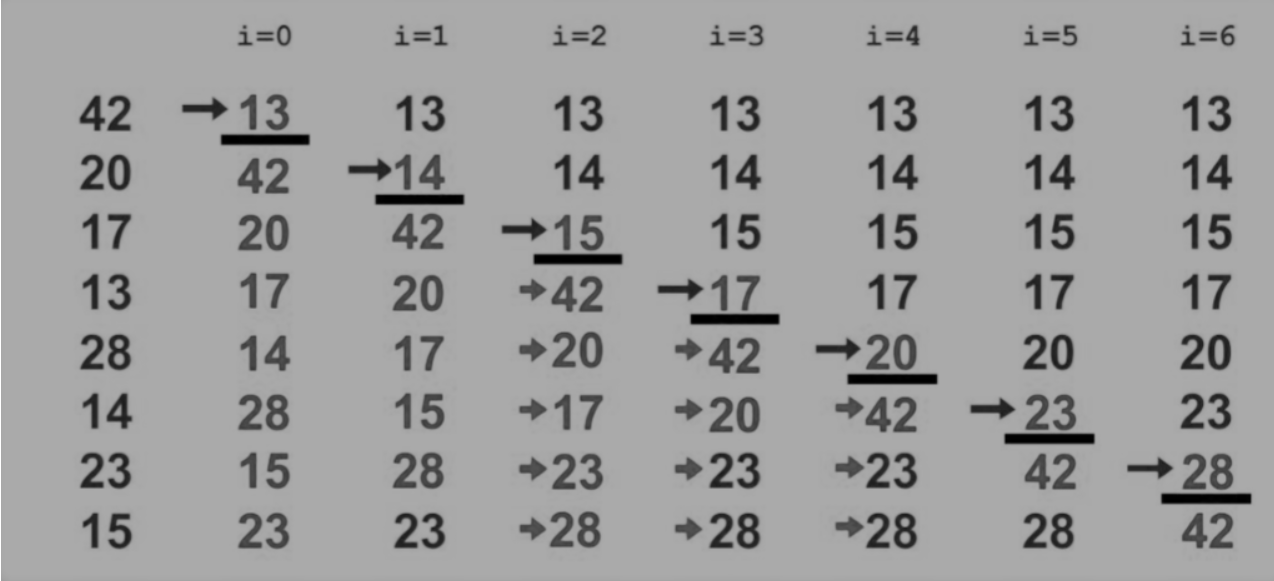 i=0 i=1 i=2 i=3 i=4 i=5 i=6
42 13 13 13 13 13 13 13
20 42 14 14 14 14 14 14
17 20 42 15 15 15 15 15
13 17 20 42 17 17 17 17
28 14 17 20 42 20 20 20
14 28 15 17 20 42 23 23
23 15 28 23 23 23 42 28
15 23 23 28 28 28 28 42